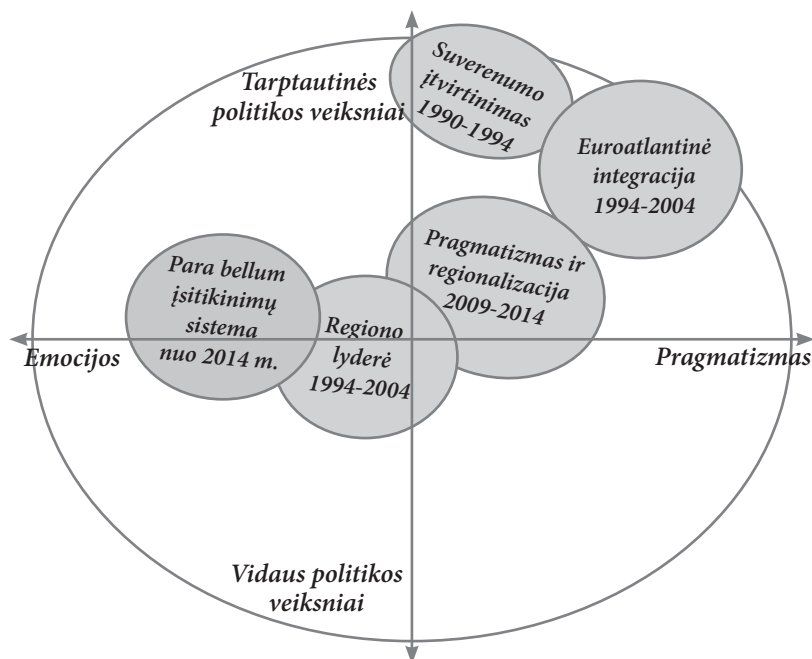 Tarptautinės
politikos veiksniai
Suverenumo
įtvirtinimas
1990-1994
Euroatlantinė
integracija
1994-2004
Pragmatizmas ir
regionalizacija
2009-2014
Para bellum
įsitikinimų
sistema
nuo 2014 m.
Regiono
lyderė
1994-2004
Emocijos
Pragmatizmas
Vidaus politikos
veiksniai